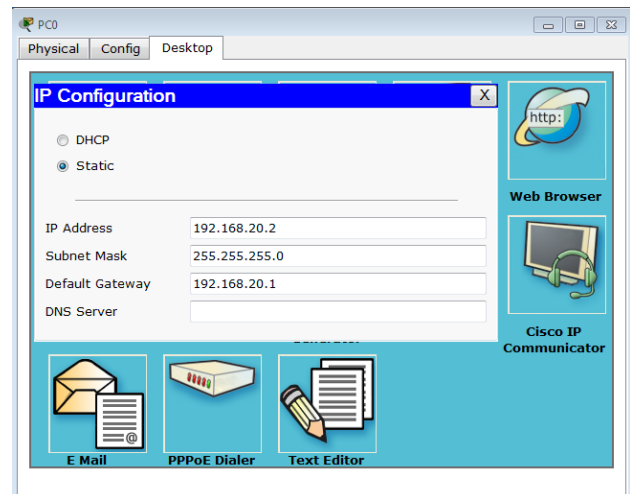 PC0
Physical Config Desktop
IP Configuration X
DHCP
Static
IP Address 192.168.20.2
Subnet Mask 255.255.255.0
Default Gateway 192.168.20.1
DNS Server
http:
Web Browser
Cisco IP
Communicator
@
E Mail PPPoE Dialer Text Editor